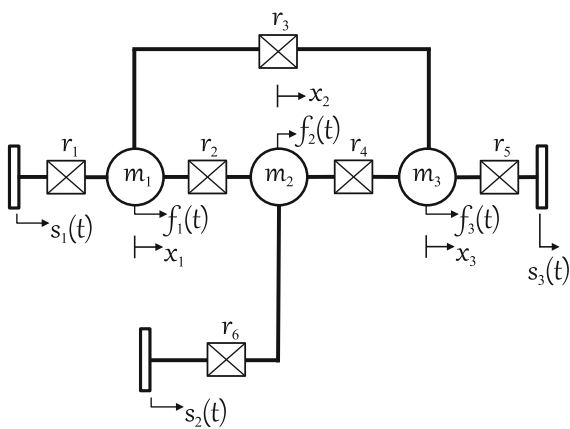 r₃
x₂
f₂(t)
r₁ r₂ r₄ r₅
m₁ m₂ m₃
s₁(t) f₁(t) f₃(t)
x₁ x₃
s₃(t)
r₆
s₂(t)